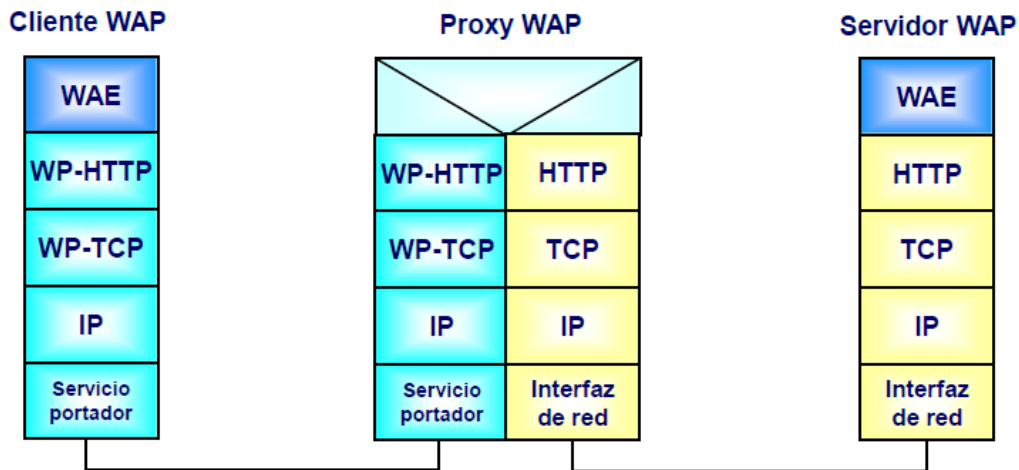 Cliente WAP
Proxy WAP
Servidor WAP
WAE
WAE
WP-HTTP
WP-HTTP
HTTP
HTTP
WP-TCP
WP-TCP
TCP
TCP
IP
IP
IP
IP
Servicio
portador
Servicio
portador
Interfaz
de red
Interfaz
de red